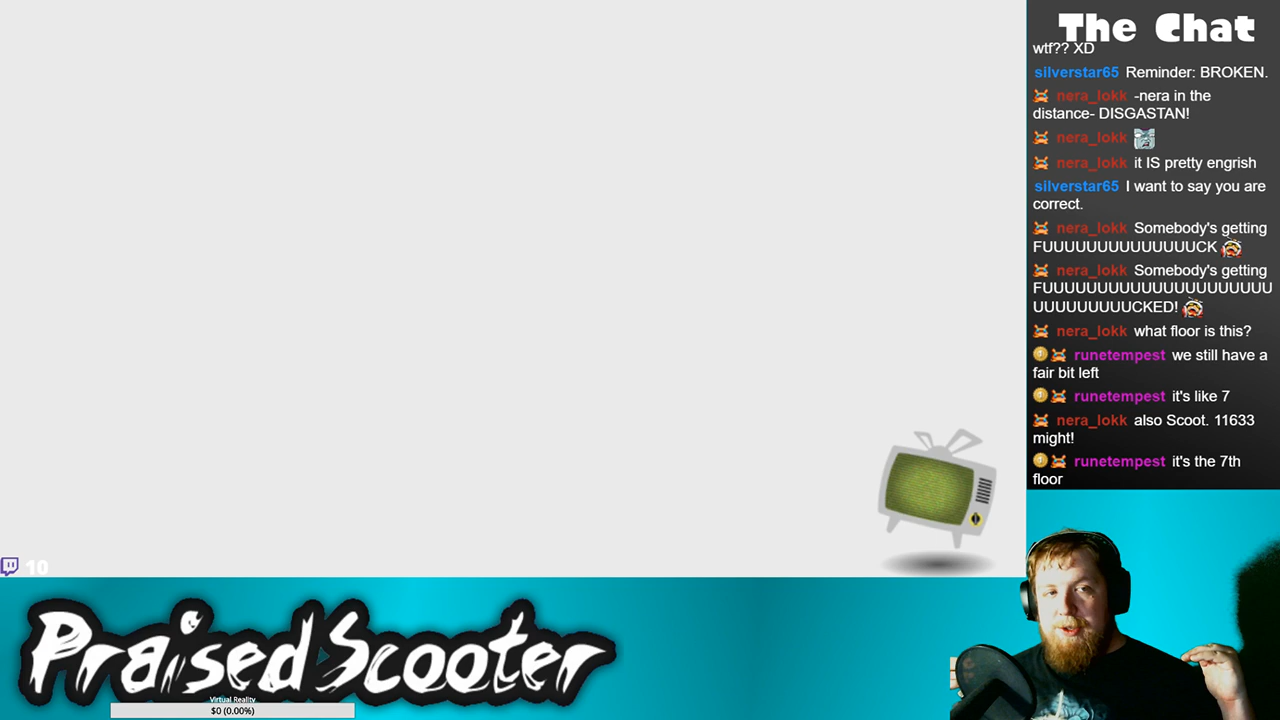 The Chat
wtf?? XD
silverstar65 Reminder: BROKEN.
nera_lokk -nera in the
distance- DISGASTAN!
nera_lokk
nera_lokk it IS pretty engrish
silverstar65 I want to say you are
correct.
nera_lokk Somebody's getting
FUUUUUUUUUUUUUUCK
nera_lokk Somebody's getting
FUUUUUUUUUUUUUUUUUUUUU
UUUUUUUUUCKED!
nera_lokk what floor is this?
runetempest we still have a
fair bit left
runetempest it's like 7
nera_lokk also Scoot. 11633
might!
runetempest it's the 7th
floor
10
PraisedScooter
Virtual Reality
$0 (0.00%)